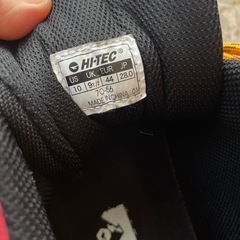 HI-TEC
US UK EUR JP
10 9½ 44 28.0
MADE IN CHINA